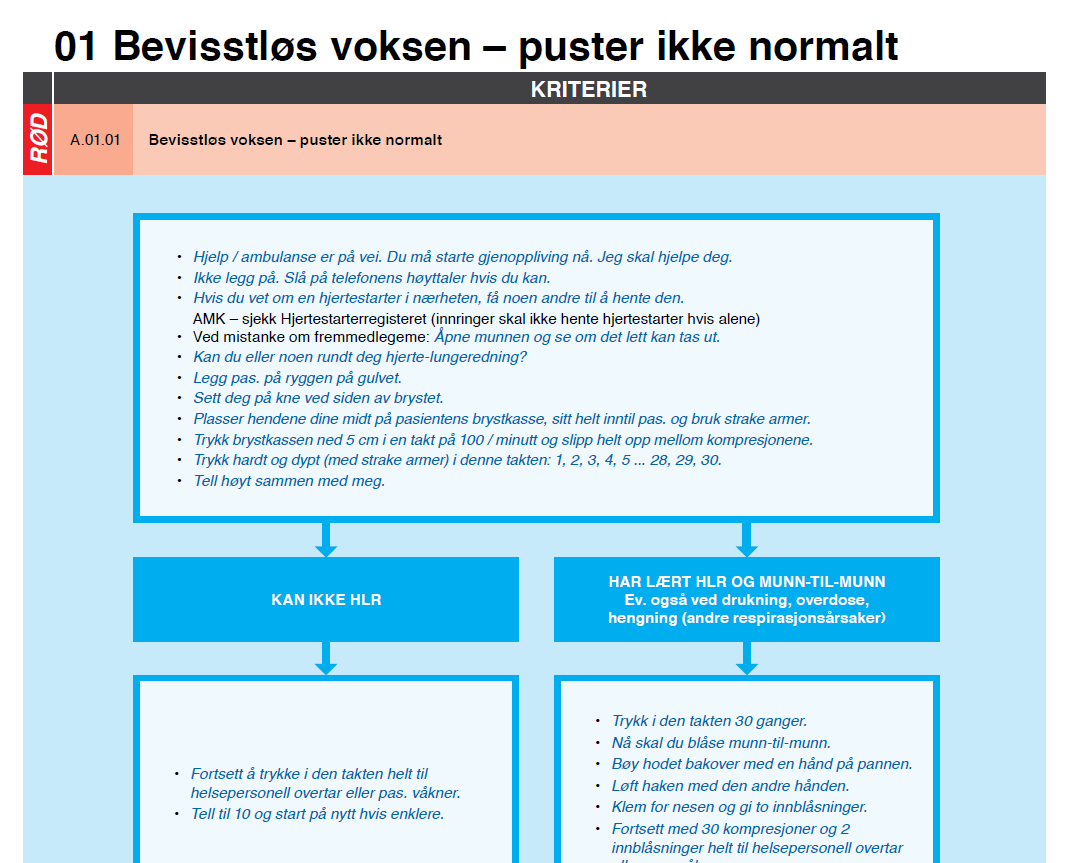 01 Bevisstløs voksen – puster ikke normalt
KRITERIER
RØD
A.01.01
Bevisstløs voksen – puster ikke normalt
• Hjelp / ambulanse er på vei. Du må starte gjenoppliving nå. Jeg skal hjelpe deg.
• Ikke legg på. Slå på telefonens høyttaler hvis du kan.
• Hvis du vet om en hjertestarter i nærheten, få noen andre til å hente den.
AMK – sjekk Hjertestarterregisteret (innringer skal ikke hente hjertestarter hvis alene)
• Ved mistanke om fremmedlegeme: Åpne munnen og se om det lett kan tas ut.
• Kan du eller noen rundt deg hjerte-lungeredning?
• Legg pas. på ryggen på gulvet.
• Sett deg på kne ved siden av brystet.
• Plasser hendene dine midt på pasientens brystkasse, sitt helt inntil pas. og bruk strake armer.
• Trykk brystkassen ned 5 cm i en takt på 100 / minutt og slipp helt opp mellom kompresjonene.
• Trykk hardt og dypt (med strake armer) i denne takten: 1, 2, 3, 4, 5 ... 28, 29, 30.
• Tell høyt sammen med meg.
KAN IKKE HLR
• Fortsett å trykke i den takten helt til
helsepersonell overtar eller pas. våkner.
• Tell til 10 og start på nytt hvis enklere.
HAR LÆRT HLR OG MUNN-TIL-MUNN
Ev. også ved drukning, overdose,
hengning (andre respirasjonsårsaker)
• Trykk i den takten 30 ganger.
• Nå skal du blåse munn-til-munn.
• Bøy hodet bakover med en hånd på pannen.
• Løft haken med den andre hånden.
• Klem for nesen og gi to innblåsninger.
• Fortsett med 30 kompresjoner og 2
innblåsninger helt til helsepersonell overtar